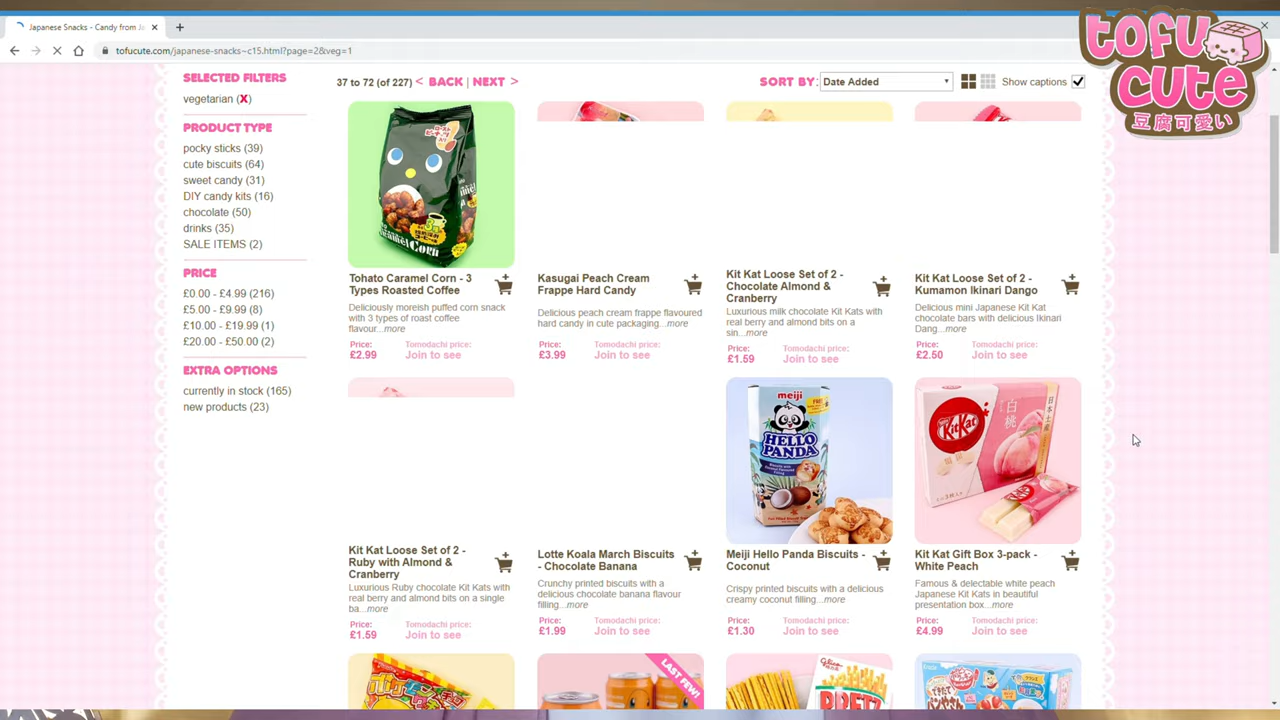 Japanese Snacks - Candy from Ja
tofucute.com/japanese-snacks~c15.html?page=2&veg=1
tofu
cute
豆腐可愛い
SELECTED FILTERS
vegetarian (X)
PRODUCT TYPE
pocky sticks (39)
cute biscuits (64)
sweet candy (31)
DIY candy kits (16)
chocolate (50)
drinks (35)
SALE ITEMS (2)
PRICE
£0.00 - £4.99 (216)
£5.00 - £9.99 (8)
£10.00 - £19.99 (1)
£20.00 - £50.00 (2)
EXTRA OPTIONS
currently in stock (165)
new products (23)
37 to 72 (of 227) < BACK | NEXT >
SORT BY: Date Added
Show captions
Caramel Corn
Tohato Caramel Corn - 3
Types Roasted Coffee
Deliciously moreish puffed corn snack
with 3 types of roast coffee
flavour...more
Price:
£2.99
Tomodachi price:
Join to see
Kasugai Peach Cream
Frappe Hard Candy
Delicious peach cream frappe flavoured
hard candy in cute packaging...more
Price:
£3.99
Tomodachi price:
Join to see
Kit Kat Loose Set of 2 -
Chocolate Almond &
Cranberry
Luxurious milk chocolate Kit Kats with
real berry and almond bits on a
sin...more
Price:
£1.59
Tomodachi price:
Join to see
Kit Kat Loose Set of 2 -
Kumamon Ikinari Dango
Delicious mini Japanese Kit Kat
chocolate bars with delicious Ikinari
Dang...more
Price:
£2.50
Tomodachi price:
Join to see
Kit Kat Loose Set of 2 -
Ruby with Almond &
Cranberry
Luxurious Ruby chocolate Kit Kats with
real berry and almond bits on a single
ba...more
Price:
£1.59
Tomodachi price:
Join to see
Lotte Koala March Biscuits
- Chocolate Banana
Crunchy printed biscuits with a
delicious chocolate banana flavour
filling...more
Price:
£1.99
Tomodachi price:
Join to see
meiji
HELLO
PANDA
Meiji Hello Panda Biscuits -
Coconut
Crispy printed biscuits with a delicious
creamy coconut filling...more
Price:
£1.30
Tomodachi price:
Join to see
KitKat
白桃
KitKat
Kit Kat Gift Box 3-pack -
White Peach
Famous & delectable white peach
Japanese Kit Kats in beautiful
presentation box...more
Price:
£4.99
Tomodachi price:
Join to see
LAST FEW!
Glico
PRETZ